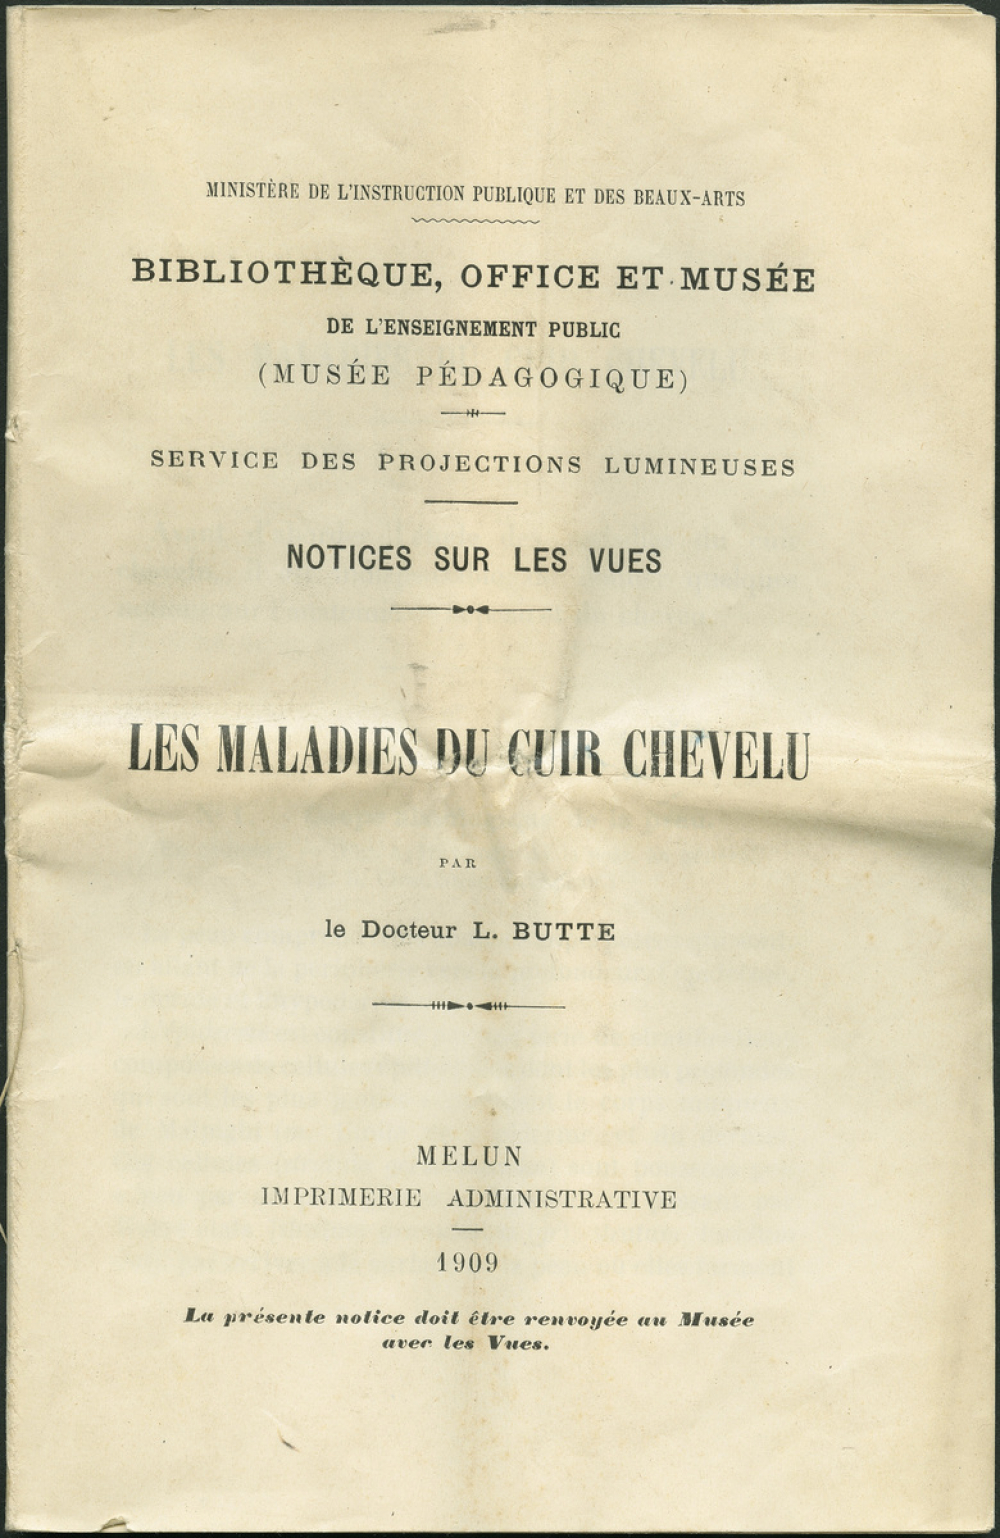 MINISTÈRE DE L'INSTRUCTION PUBLIQUE ET DES BEAUX-ARTS
BIBLIOTHÈQUE, OFFICE ET MUSÉE
DE L'ENSEIGNEMENT PUBLIC
(MUSÉE PÉDAGOGIQUE)
SERVICE DES PROJECTIONS LUMINEUSES
NOTICES SUR LES VUES
LES MALADIES DU CUIR CHEVELU
PAR
le Docteur L. BUTTE
MELUN
IMPRIMERIE ADMINISTRATIVE
1909
La présente notice doit être renvoyée au Musée
avec les Vues.